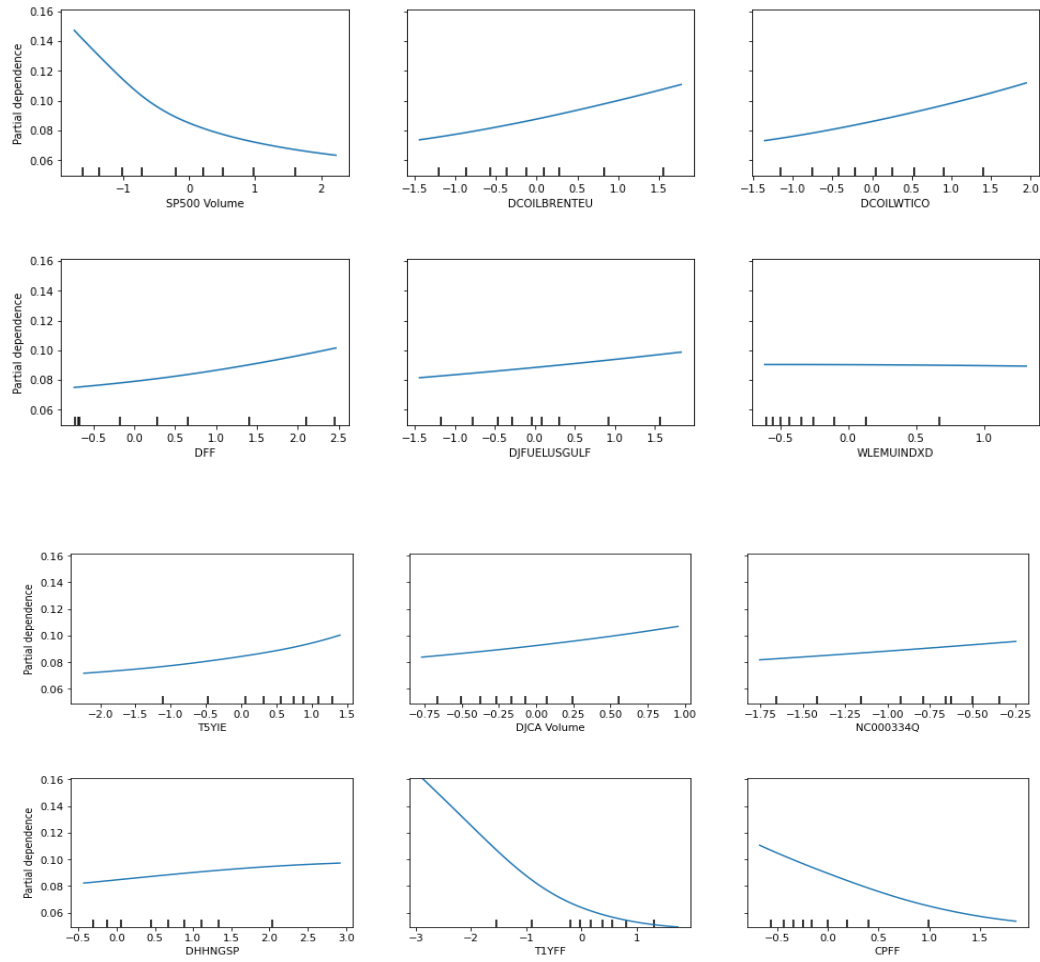 0.16
0.14
0.12
0.10
0.08
0.06
Partial dependence
−1 0 1 2
SP500 Volume
−1.5 −1.0 −0.5 0.0 0.5 1.0 1.5
DCOILBRENTEU
−1.5 −1.0 −0.5 0.0 0.5 1.0 1.5 2.0
DCOILWTICO
0.16
0.14
0.12
0.10
0.08
0.06
Partial dependence
−0.5 0.0 0.5 1.0 1.5 2.0 2.5
DFF
−1.5 −1.0 −0.5 0.0 0.5 1.0 1.5
DJFUELUSGULF
−0.5 0.0 0.5 1.0
WLEMUINDXD
0.16
0.14
0.12
0.10
0.08
0.06
Partial dependence
−2.0 −1.5 −1.0 −0.5 0.0 0.5 1.0 1.5
T5YIE
−0.75 −0.50 −0.25 0.00 0.25 0.50 0.75 1.00
DJCA Volume
−1.75 −1.50 −1.25 −1.00 −0.75 −0.50 −0.25
NC000334Q
0.16
0.14
0.12
0.10
0.08
0.06
Partial dependence
−0.5 0.0 0.5 1.0 1.5 2.0 2.5 3.0
DHHNGSP
−3 −2 −1 0 1
T1YFF
−0.5 0.0 0.5 1.0 1.5
CPFF